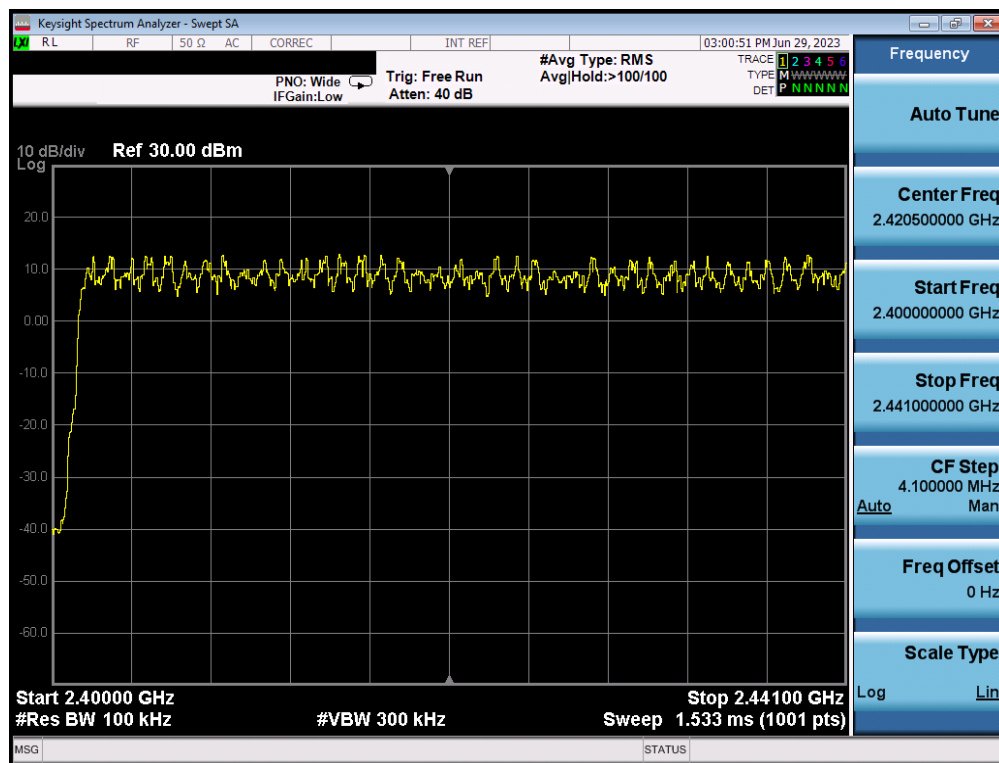 Keysight Spectrum Analyzer - Swept SA
LXI RL RF 50 Ω AC CORREC INT REF 03:00:51 PM Jun 29, 2023
#Avg Type: RMS TRACE 1 2 3 4 5 6
PNO: Wide Trig: Free Run Avg|Hold:>100/100 TYPE M WWWWW
IFGain:Low Atten: 40 dB DET P N N N N N
10 dB/div Ref 30.00 dBm
Log
20.0
10.0
0.00
-10.0
-20.0
-30.0
-40.0
-50.0
-60.0
Start 2.40000 GHz Stop 2.44100 GHz
#Res BW 100 kHz #VBW 300 kHz Sweep 1.533 ms (1001 pts)
MSG STATUS
Frequency
Auto Tune
Center Freq
2.420500000 GHz
Start Freq
2.400000000 GHz
Stop Freq
2.441000000 GHz
CF Step
4.100000 MHz
Auto Man
Freq Offset
0 Hz
Scale Type
Log Lin